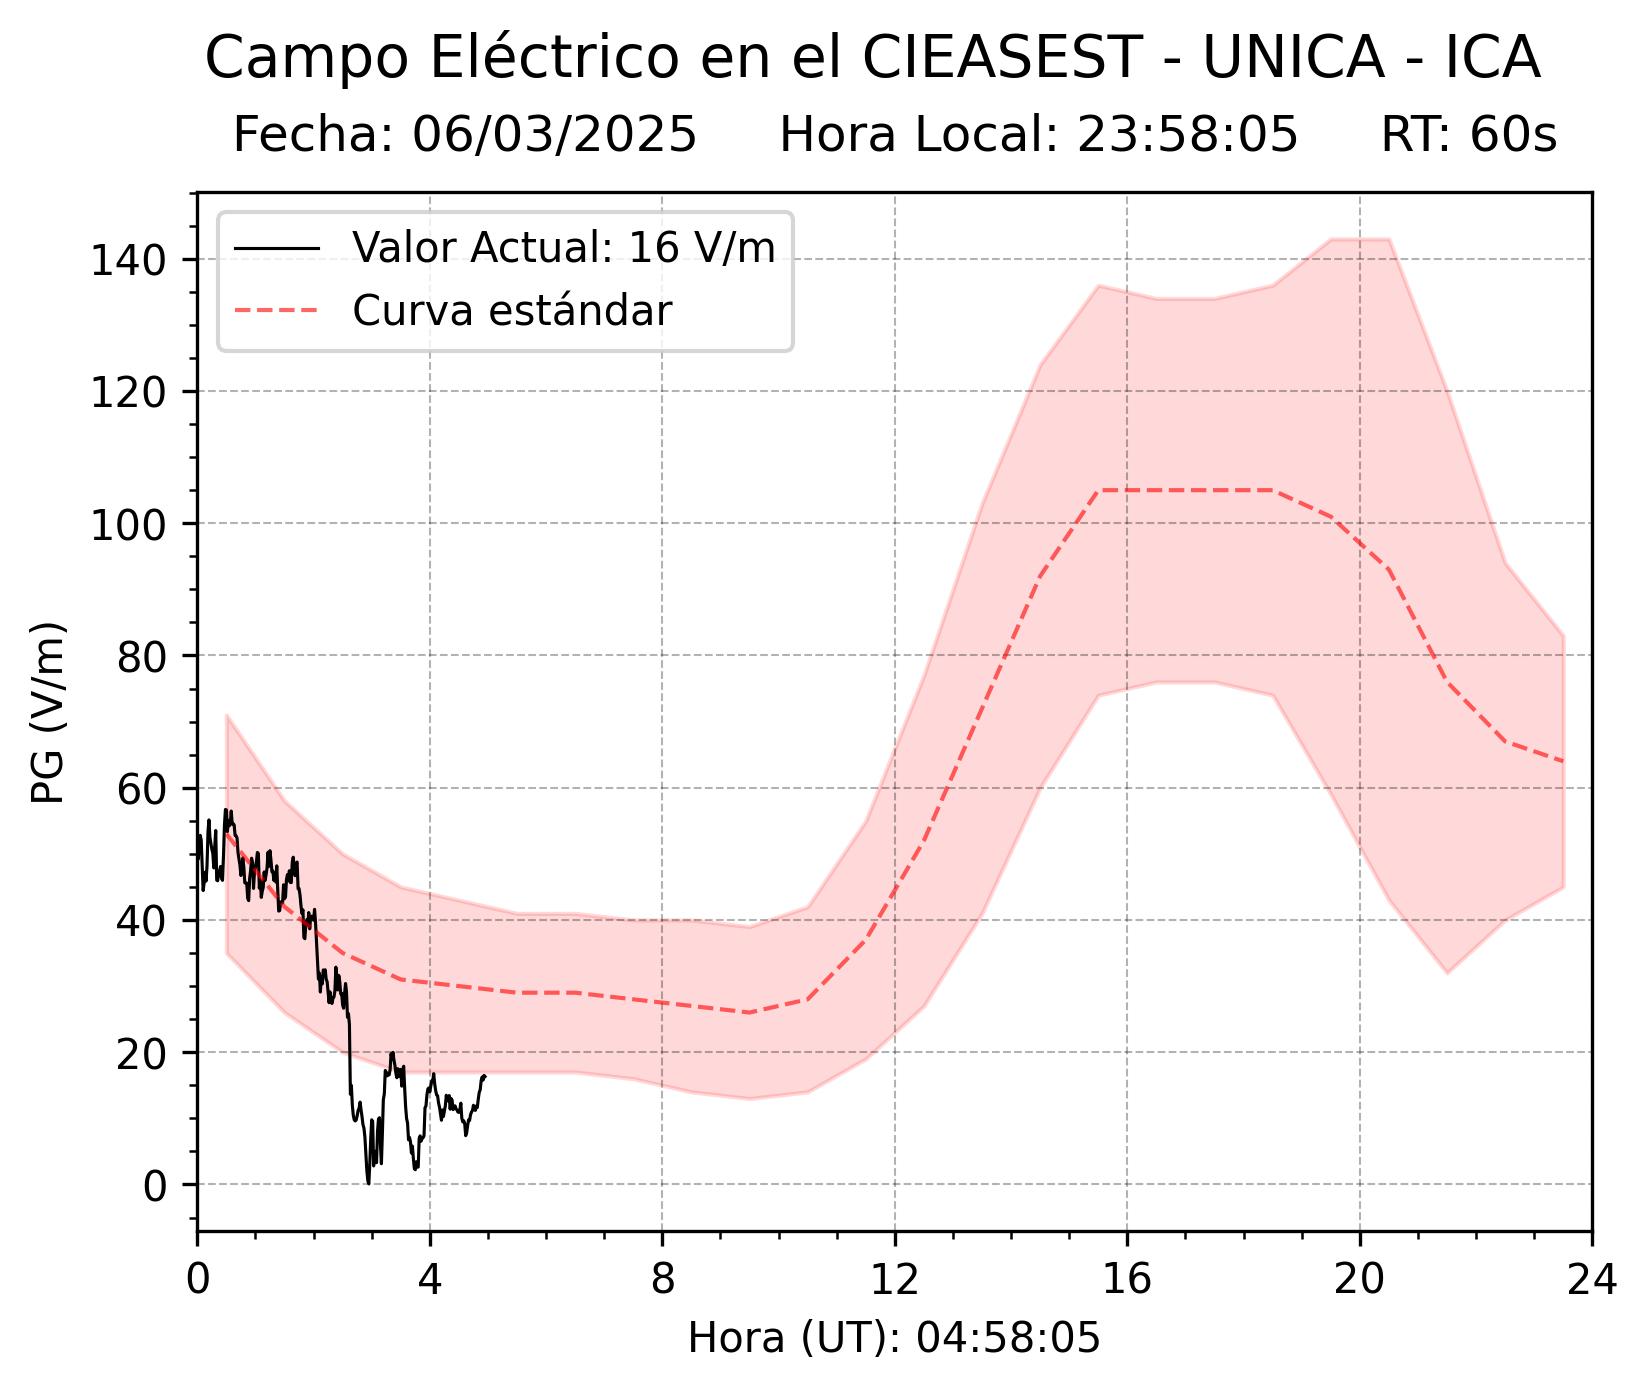 Campo Eléctrico en el CIEASEST - UNICA - ICA
Fecha: 06/03/2025 Hora Local: 23:58:05 RT: 60s
Valor Actual: 16 V/m
Curva estándar
PG (V/m)
140
120
100
80
60
40
20
0
0 4 8 12 16 20 24
Hora (UT): 04:58:05